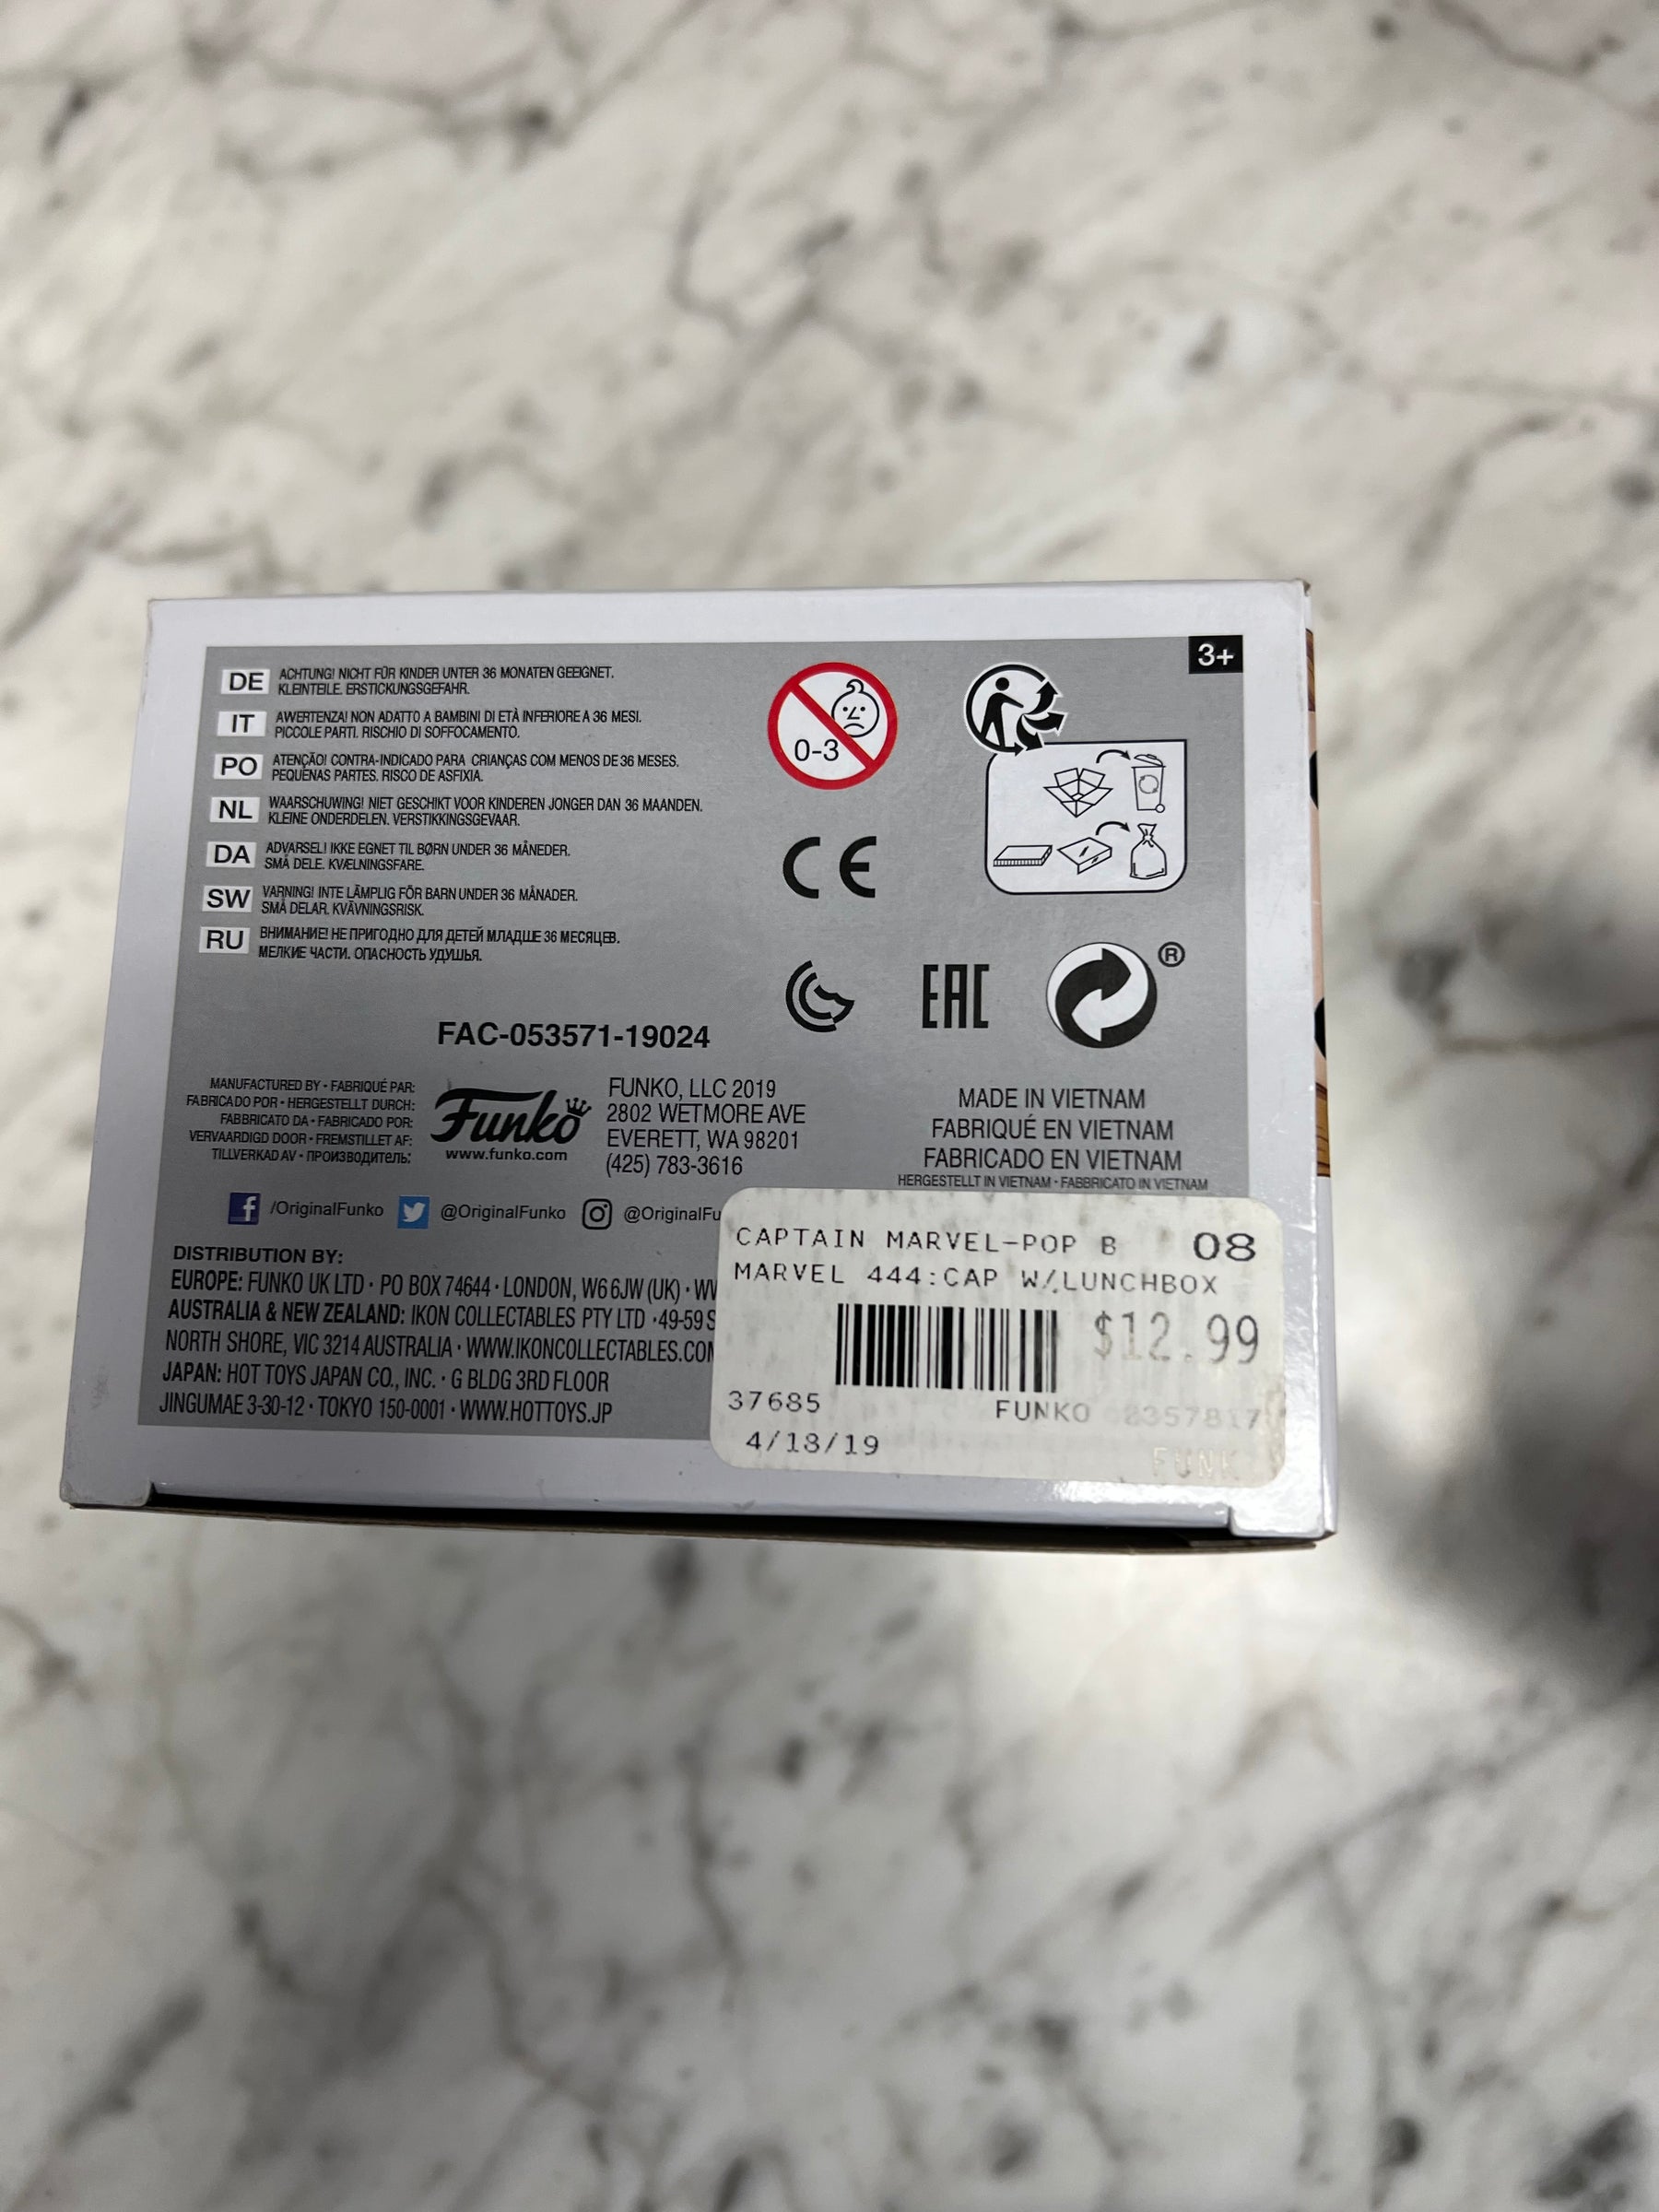 3+
DE ACHTUNG! NICHT FÜR KINDER UNTER 36 MONATEN GEEIGNET.
KLEINTEILE. ERSTICKUNGSGEFAHR.
IT AWERTENZA! NON ADATTO A BAMBINI DI ETÀ INFERIORE A 36 MESI.
PICCOLE PARTI. RISCHIO DI SOFFOCAMENTO.
PO ATENÇÃO! CONTRA-INDICADO PARA CRIANÇAS COM MENOS DE 36 MESES.
PEQUENAS PARTES. RISCO DE ASFIXIA.
NL WAARSCHUWING! NIET GESCHIKT VOOR KINDEREN JONGER DAN 36 MAANDEN.
KLEINE ONDERDELEN. VERSTIKKINGSGEVAAR.
DA ADVARSEL! IKKE EGNET TIL BØRN UNDER 36 MÅNEDER.
SMÅ DELE. KVÆLNINGSFARE.
SW VARNING! INTE LÄMPLIG FÖR BARN UNDER 36 MÅNADER.
SMÅ DELAR. KVÄVNINGSRISK.
RU ВНИМАНИЕ! НЕ ПРИГОДНО ДЛЯ ДЕТЕЙ МЛАДШЕ 36 МЕСЯЦЕВ.
МЕЛКИЕ ЧАСТИ. ОПАСНОСТЬ УДУШЬЯ.
0-3
CE
EAC
®
FAC-053571-19024
MANUFACTURED BY • FABRIQUÉ PAR:
FABRICADO POR • HERGESTELLT DURCH:
FABBRICATO DA • FABRICADO POR:
VERVAARDIGD DOOR • FREMSTILLET AF:
TILLVERKAD AV • ПРОИЗВОДИТЕЛЬ:
Funko
www.funko.com
FUNKO, LLC 2019
2802 WETMORE AVE
EVERETT, WA 98201
(425) 783-3616
MADE IN VIETNAM
FABRIQUÉ EN VIETNAM
FABRICADO EN VIETNAM
HERGESTELLT IN VIETNAM • FABBRICATO IN VIETNAM
/OriginalFunko @OriginalFunko @OriginalFu
DISTRIBUTION BY:
EUROPE: FUNKO UK LTD • PO BOX 74644 • LONDON, W6 6JW (UK) • WV
AUSTRALIA & NEW ZEALAND: IKON COLLECTABLES PTY LTD • 49-59 S
NORTH SHORE, VIC 3214 AUSTRALIA • WWW.IKONCOLLECTABLES.COM
JAPAN: HOT TOYS JAPAN CO., INC. • G BLDG 3RD FLOOR
JINGUMAE 3-30-12 • TOKYO 150-0001 • WWW.HOTTOYS.JP
CAPTAIN MARVEL-POP B 08
MARVEL 444:CAP W/LUNCHBOX
$12.99
37685 FUNKO 82357817
4/18/19 FUNK